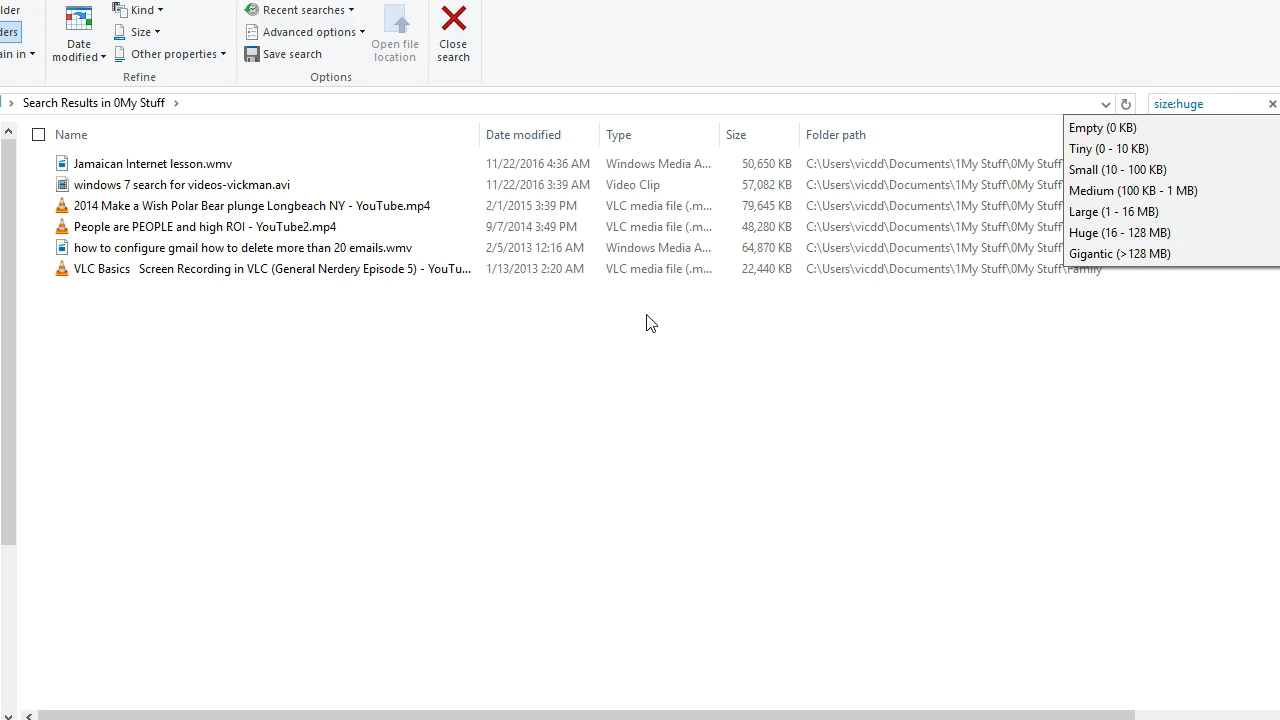 lder
ders
ain in
Date
modified
Kind
Size
Other properties
Refine
Recent searches
Advanced options
Save search
Open file
location
Options
Close
search
Search Results in 0My Stuff
size:huge
Name Date modified Type Size Folder path
Jamaican Internet lesson.wmv 11/22/2016 4:36 AM Windows Media A... 50,650 KB C:\Users\vicdd\Documents\1My Stuff\0My Stuff
windows 7 search for videos-vickman.avi 11/22/2016 3:39 AM Video Clip 57,082 KB C:\Users\vicdd\Documents\1My Stuff\0My Stuff
2014 Make a Wish Polar Bear plunge Longbeach NY - YouTube.mp4 2/1/2015 3:39 PM VLC media file (.m... 79,645 KB C:\Users\vicdd\Documents\1My Stuff\0My Stuff
People are PEOPLE and high ROI - YouTube2.mp4 9/7/2014 3:49 PM VLC media file (.m... 48,280 KB C:\Users\vicdd\Documents\1My Stuff\0My Stuff
how to configure gmail how to delete more than 20 emails.wmv 2/5/2013 12:16 AM Windows Media A... 64,870 KB C:\Users\vicdd\Documents\1My Stuff\0My Stuff
VLC Basics Screen Recording in VLC (General Nerdery Episode 5) - YouTu... 1/13/2013 2:20 AM VLC media file (.m... 22,440 KB C:\Users\vicdd\Documents\1My Stuff\0My Stuff\Family
Empty (0 KB)
Tiny (0 - 10 KB)
Small (10 - 100 KB)
Medium (100 KB - 1 MB)
Large (1 - 16 MB)
Huge (16 - 128 MB)
Gigantic (>128 MB)